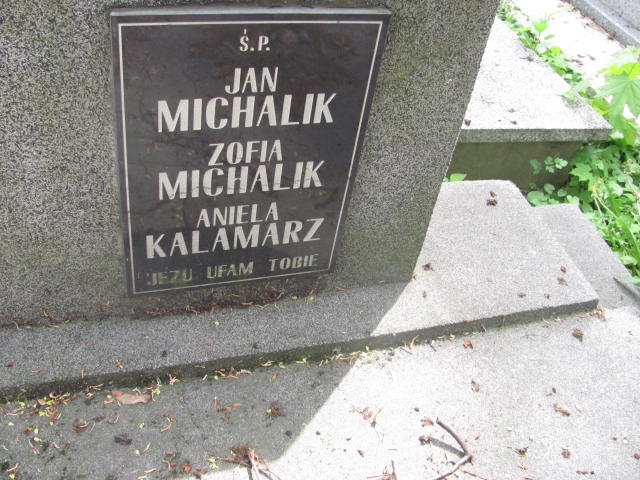 Ś.P.
JAN
MICHALIK
ZOFIA
MICHALIK
ANIELA
KALAMARZ
JEZU UFAM TOBIE